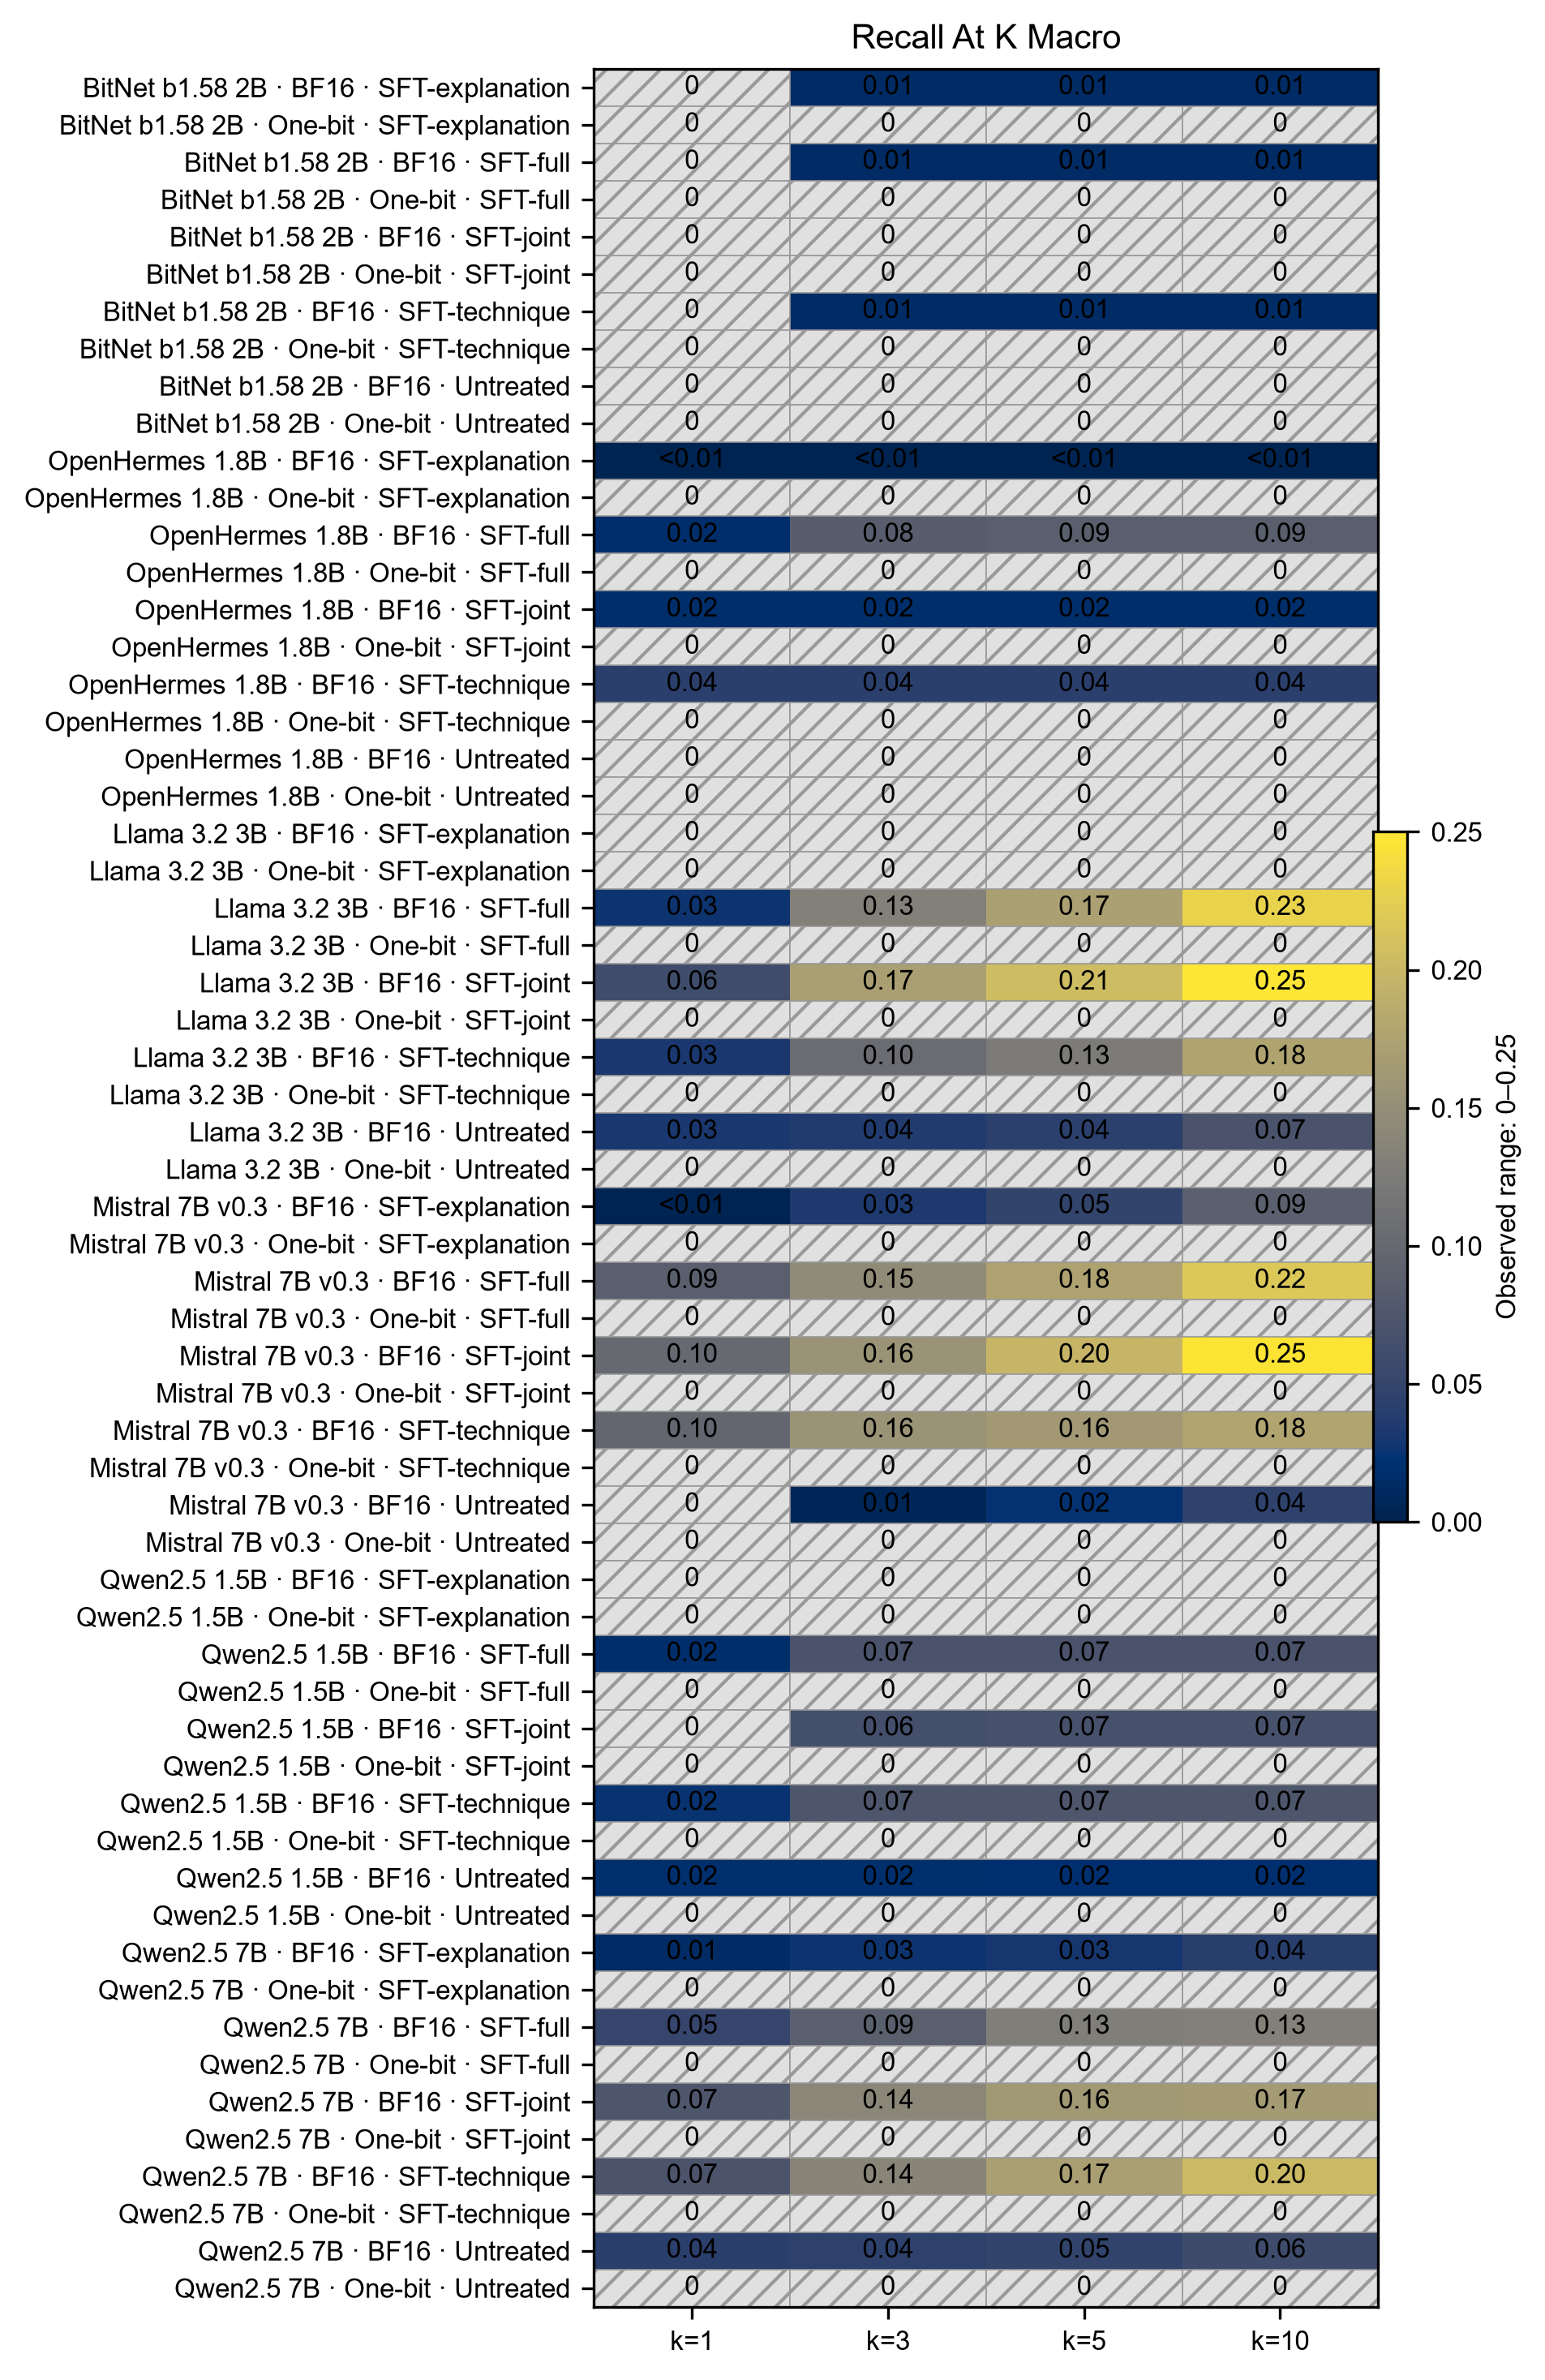 Recall At K Macro
BitNet b1.58 2B · BF16 · SFT-explanation 0 0.01 0.01 0.01
BitNet b1.58 2B · One-bit · SFT-explanation 0 0 0 0
BitNet b1.58 2B · BF16 · SFT-full 0 0.01 0.01 0.01
BitNet b1.58 2B · One-bit · SFT-full 0 0 0 0
BitNet b1.58 2B · BF16 · SFT-joint 0 0 0 0
BitNet b1.58 2B · One-bit · SFT-joint 0 0 0 0
BitNet b1.58 2B · BF16 · SFT-technique 0 0.01 0.01 0.01
BitNet b1.58 2B · One-bit · SFT-technique 0 0 0 0
BitNet b1.58 2B · BF16 · Untreated 0 0 0 0
BitNet b1.58 2B · One-bit · Untreated 0 0 0 0
OpenHermes 1.8B · BF16 · SFT-explanation <0.01 <0.01 <0.01 <0.01
OpenHermes 1.8B · One-bit · SFT-explanation 0 0 0 0
OpenHermes 1.8B · BF16 · SFT-full 0.02 0.08 0.09 0.09
OpenHermes 1.8B · One-bit · SFT-full 0 0 0 0
OpenHermes 1.8B · BF16 · SFT-joint 0.02 0.02 0.02 0.02
OpenHermes 1.8B · One-bit · SFT-joint 0 0 0 0
OpenHermes 1.8B · BF16 · SFT-technique 0.04 0.04 0.04 0.04
OpenHermes 1.8B · One-bit · SFT-technique 0 0 0 0
OpenHermes 1.8B · BF16 · Untreated 0 0 0 0
OpenHermes 1.8B · One-bit · Untreated 0 0 0 0
Llama 3.2 3B · BF16 · SFT-explanation 0 0 0 0
Llama 3.2 3B · One-bit · SFT-explanation 0 0 0 0
Llama 3.2 3B · BF16 · SFT-full 0.03 0.13 0.17 0.23
Llama 3.2 3B · One-bit · SFT-full 0 0 0 0
Llama 3.2 3B · BF16 · SFT-joint 0.06 0.17 0.21 0.25
Llama 3.2 3B · One-bit · SFT-joint 0 0 0 0
Llama 3.2 3B · BF16 · SFT-technique 0.03 0.10 0.13 0.18
Llama 3.2 3B · One-bit · SFT-technique 0 0 0 0
Llama 3.2 3B · BF16 · Untreated 0.03 0.04 0.04 0.07
Llama 3.2 3B · One-bit · Untreated 0 0 0 0
Mistral 7B v0.3 · BF16 · SFT-explanation <0.01 0.03 0.05 0.09
Mistral 7B v0.3 · One-bit · SFT-explanation 0 0 0 0
Mistral 7B v0.3 · BF16 · SFT-full 0.09 0.15 0.18 0.22
Mistral 7B v0.3 · One-bit · SFT-full 0 0 0 0
Mistral 7B v0.3 · BF16 · SFT-joint 0.10 0.16 0.20 0.25
Mistral 7B v0.3 · One-bit · SFT-joint 0 0 0 0
Mistral 7B v0.3 · BF16 · SFT-technique 0.10 0.16 0.16 0.18
Mistral 7B v0.3 · One-bit · SFT-technique 0 0 0 0
Mistral 7B v0.3 · BF16 · Untreated 0 0.01 0.02 0.04
Mistral 7B v0.3 · One-bit · Untreated 0 0 0 0
Qwen2.5 1.5B · BF16 · SFT-explanation 0 0 0 0
Qwen2.5 1.5B · One-bit · SFT-explanation 0 0 0 0
Qwen2.5 1.5B · BF16 · SFT-full 0.02 0.07 0.07 0.07
Qwen2.5 1.5B · One-bit · SFT-full 0 0 0 0
Qwen2.5 1.5B · BF16 · SFT-joint 0 0.06 0.07 0.07
Qwen2.5 1.5B · One-bit · SFT-joint 0 0 0 0
Qwen2.5 1.5B · BF16 · SFT-technique 0.02 0.07 0.07 0.07
Qwen2.5 1.5B · One-bit · SFT-technique 0 0 0 0
Qwen2.5 1.5B · BF16 · Untreated 0.02 0.02 0.02 0.02
Qwen2.5 1.5B · One-bit · Untreated 0 0 0 0
Qwen2.5 7B · BF16 · SFT-explanation 0.01 0.03 0.03 0.04
Qwen2.5 7B · One-bit · SFT-explanation 0 0 0 0
Qwen2.5 7B · BF16 · SFT-full 0.05 0.09 0.13 0.13
Qwen2.5 7B · One-bit · SFT-full 0 0 0 0
Qwen2.5 7B · BF16 · SFT-joint 0.07 0.14 0.16 0.17
Qwen2.5 7B · One-bit · SFT-joint 0 0 0 0
Qwen2.5 7B · BF16 · SFT-technique 0.07 0.14 0.17 0.20
Qwen2.5 7B · One-bit · SFT-technique 0 0 0 0
Qwen2.5 7B · BF16 · Untreated 0.04 0.04 0.05 0.06
Qwen2.5 7B · One-bit · Untreated 0 0 0 0
k=1 k=3 k=5 k=10
0.25
0.20
0.15
0.10
0.05
0.00
Observed range: 0–0.25